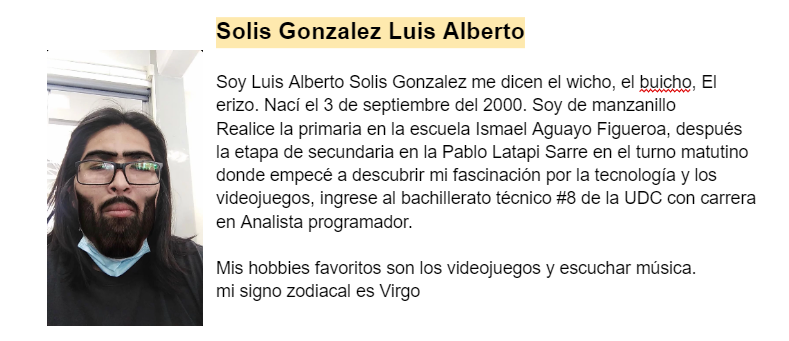 Solis Gonzalez Luis Alberto
Soy Luis Alberto Solis Gonzalez me dicen el wicho, el buicho, El
erizo. Nací el 3 de septiembre del 2000. Soy de manzanillo
Realice la primaria en la escuela Ismael Aguayo Figueroa, después
la etapa de secundaria en la Pablo Latapi Sarre en el turno matutino
donde empecé a descubrir mi fascinación por la tecnología y los
videojuegos, ingrese al bachillerato técnico #8 de la UDC con carrera
en Analista programador.
Mis hobbies favoritos son los videojuegos y escuchar música.
mi signo zodiacal es Virgo